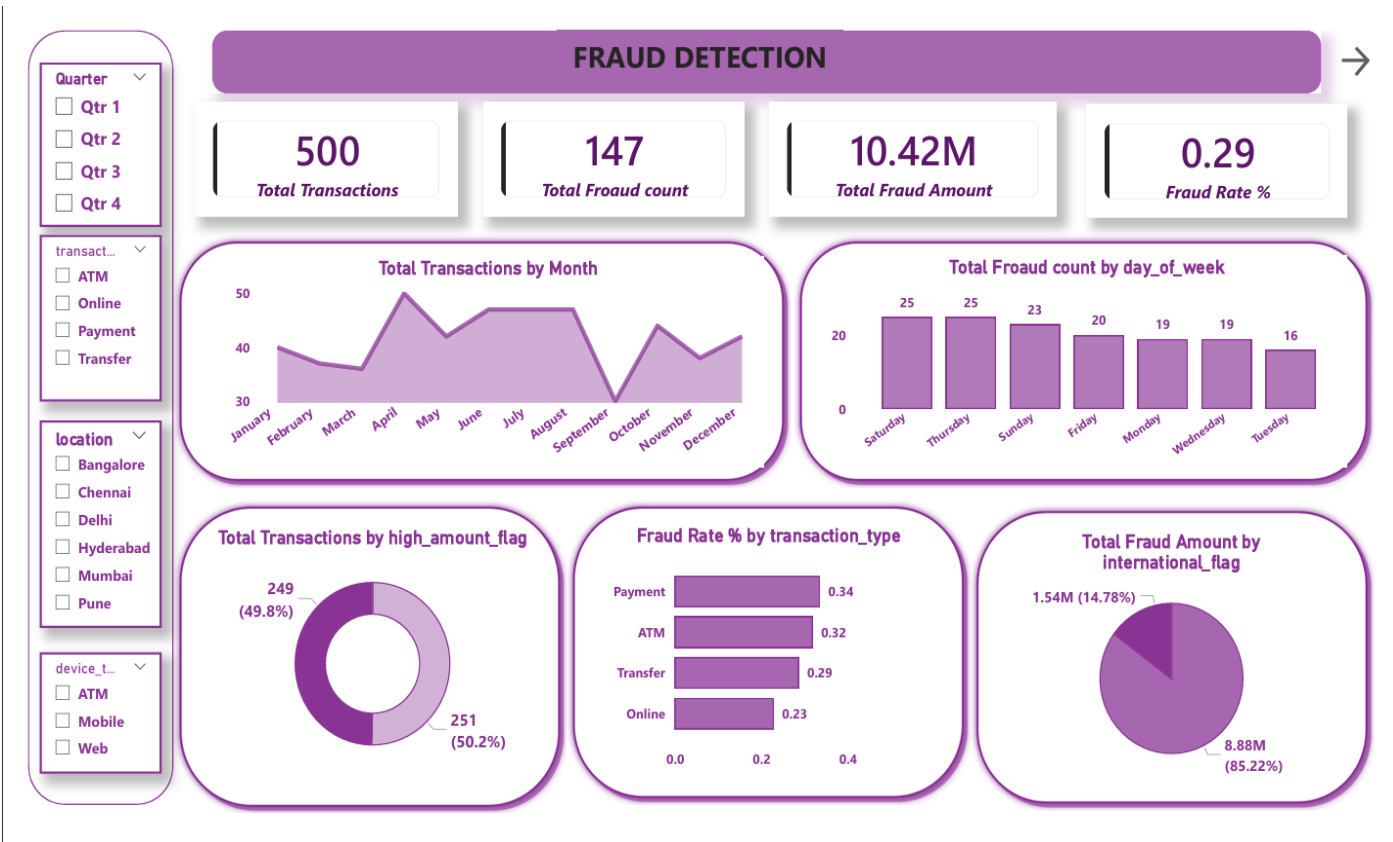 FRAUD DETECTION
Quarter
Qtr 1
Qtr 2
Qtr 3
Qtr 4
transact...
ATM
Online
Payment
Transfer
location
Bangalore
Chennai
Delhi
Hyderabad
Mumbai
Pune
device_t...
ATM
Mobile
Web
500
Total Transactions
147
Total Froaud count
10.42M
Total Fraud Amount
0.29
Fraud Rate %
Total Transactions by Month
50
40
30
January
February
March
April
May
June
July
August
September
October
November
December
Total Froaud count by day_of_week
20
0
25
25
23
20
19
19
16
Saturday
Thursday
Sunday
Friday
Monday
Wednesday
Tuesday
Total Transactions by high_amount_flag
249
(49.8%)
251
(50.2%)
Fraud Rate % by transaction_type
Payment 0.34
ATM 0.32
Transfer 0.29
Online 0.23
0.0 0.2 0.4
Total Fraud Amount by
international_flag
1.54M (14.78%)
8.88M
(85.22%)